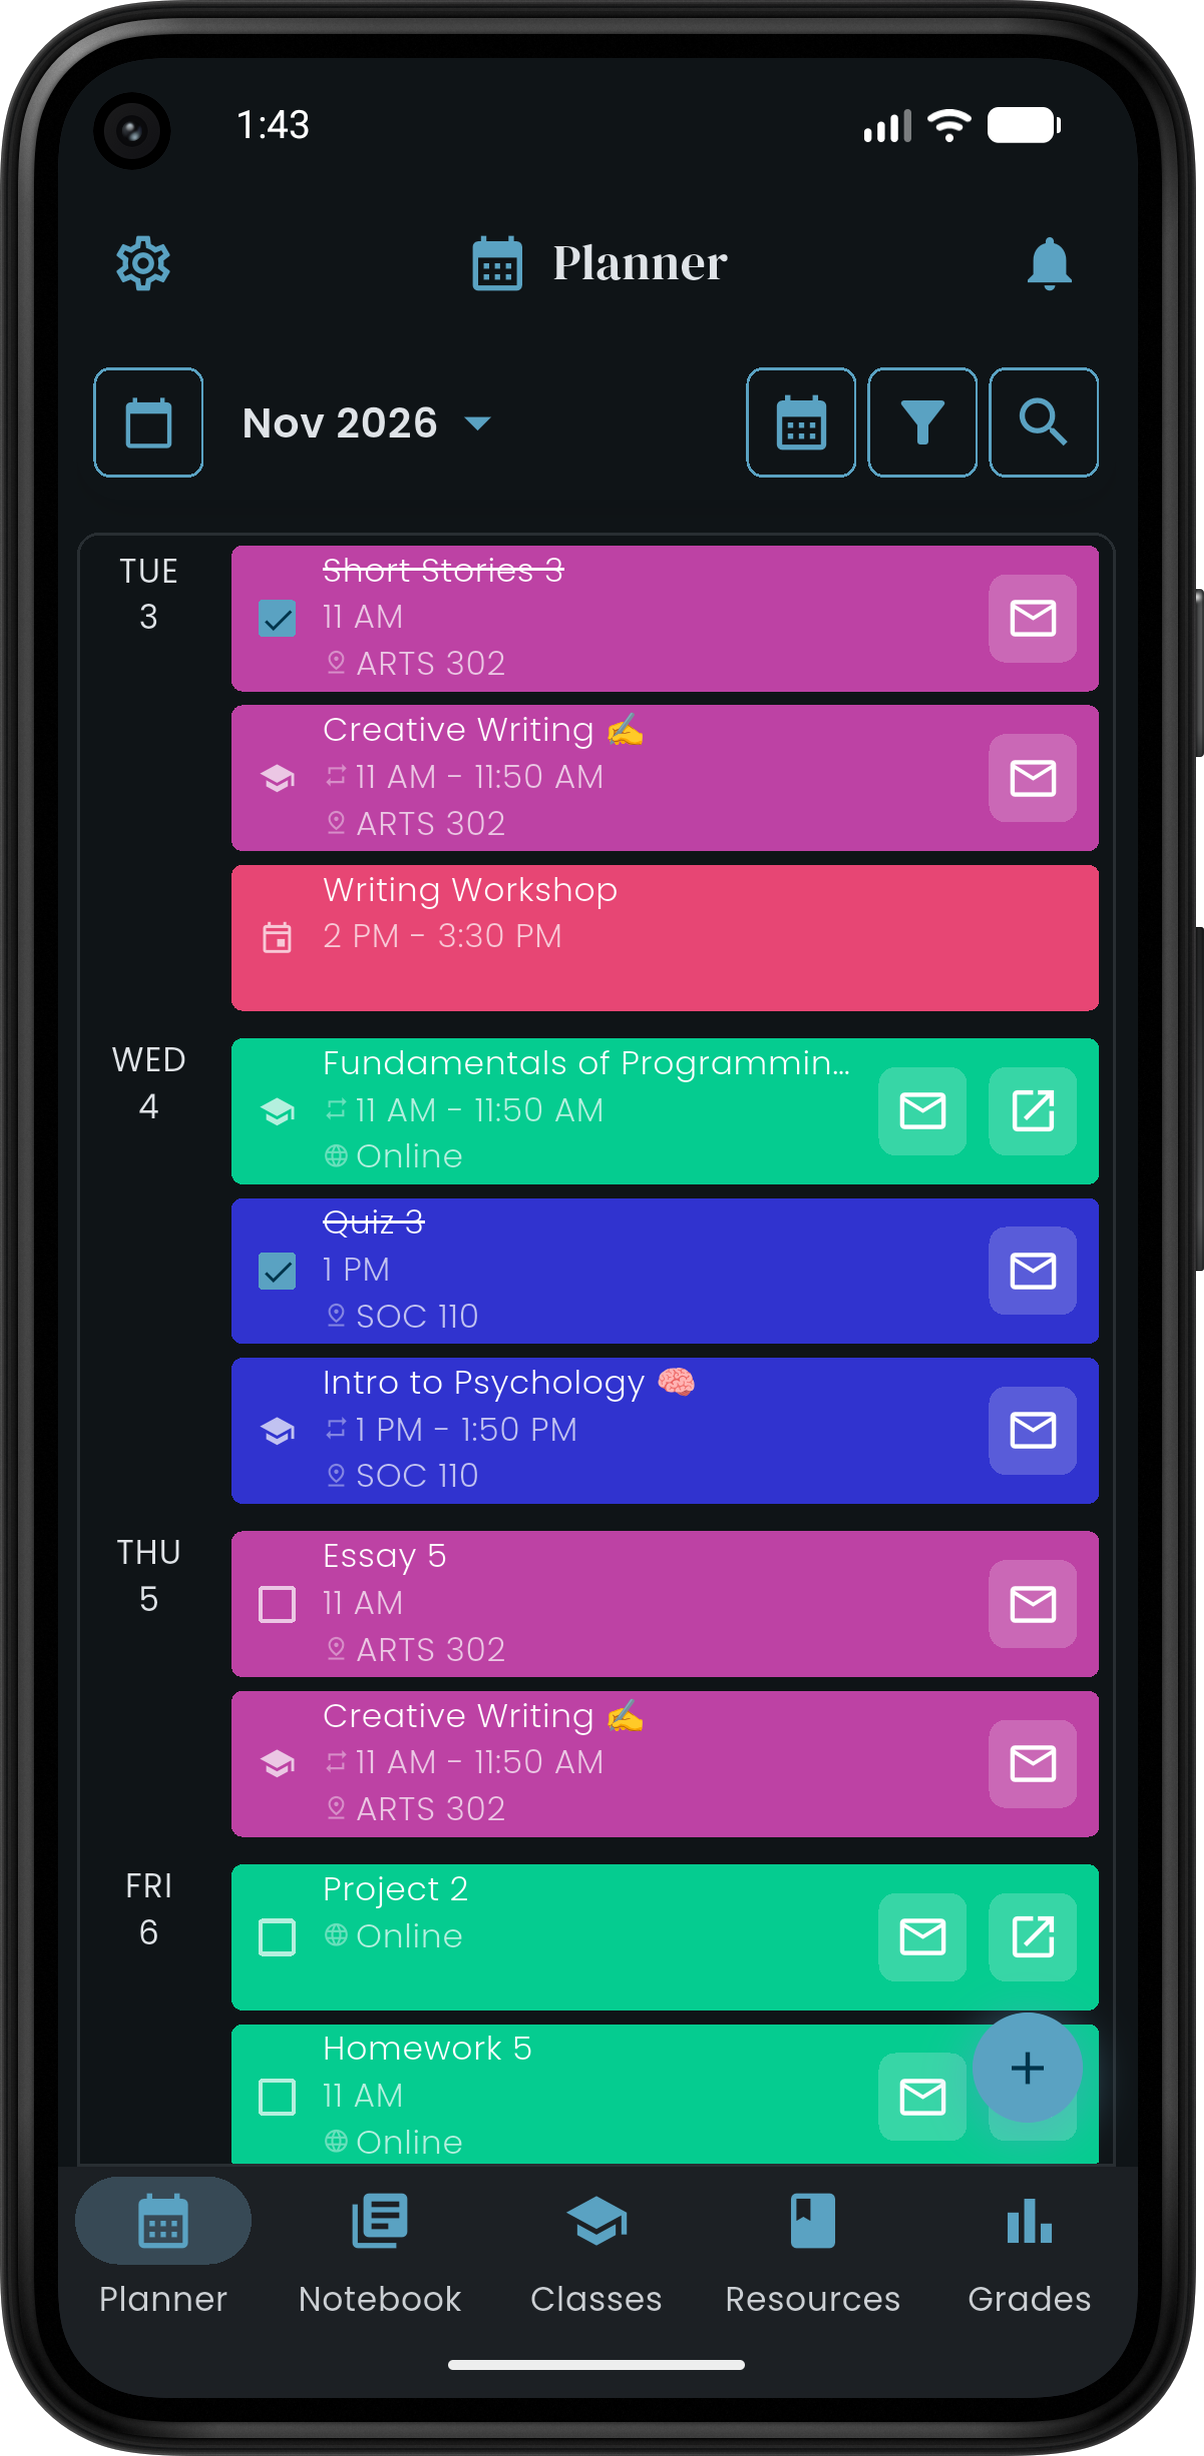 1:43
Planner
Nov 2026
TUE
3
Short Stories 3
11 AM
ARTS 302
Creative Writing ✍️
11 AM - 11:50 AM
ARTS 302
Writing Workshop
2 PM - 3:30 PM
WED
4
Fundamentals of Programmin...
11 AM - 11:50 AM
Online
Quiz 3
1 PM
SOC 110
Intro to Psychology 🧠
1 PM - 1:50 PM
SOC 110
THU
5
Essay 5
11 AM
ARTS 302
Creative Writing ✍️
11 AM - 11:50 AM
ARTS 302
FRI
6
Project 2
Online
Homework 5
11 AM
Online
Planner
Notebook
Classes
Resources
Grades